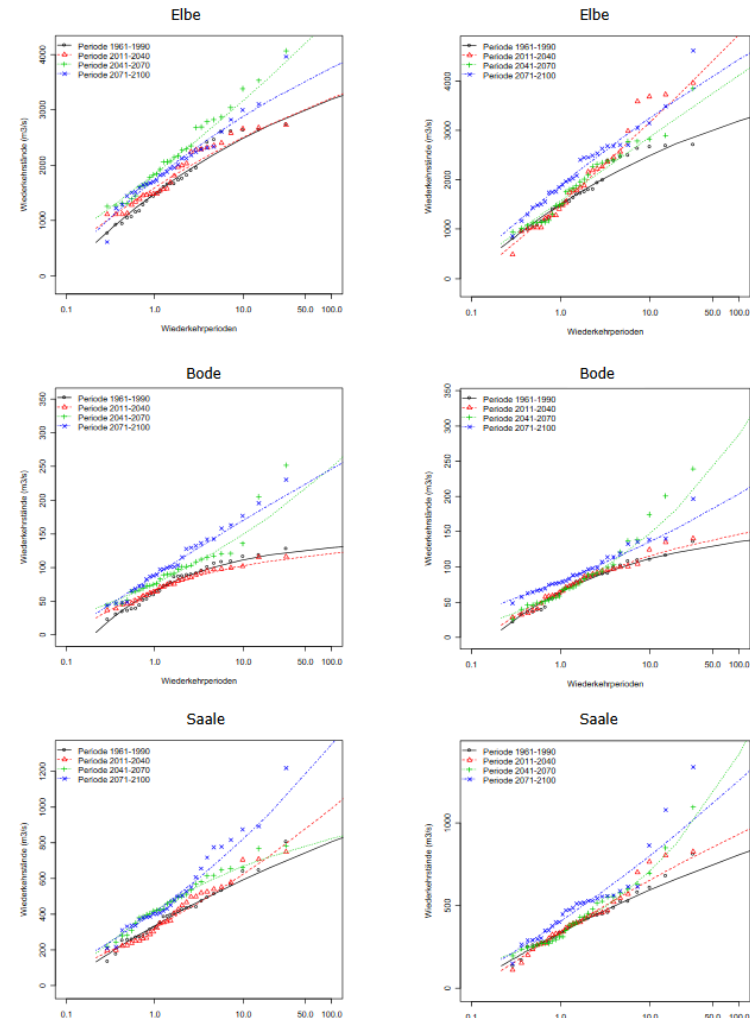 Elbe
Periode 1961-1990
Periode 2011-2040
Periode 2041-2070
Periode 2071-2100
Wiederkehrstände (m3/s)
4000
3000
2000
1000
0
0.1 1.0 10.0 50.0 100.0
Wiederkehrperioden
Elbe
Periode 1961-1990
Periode 2011-2040
Periode 2041-2070
Periode 2071-2100
Wiederkehrstände (m3/s)
4000
3000
2000
1000
0
0.1 1.0 10.0 50.0 100.0
Wiederkehrperioden
Bode
Periode 1961-1990
Periode 2011-2040
Periode 2041-2070
Periode 2071-2100
Wiederkehrstände (m3/s)
350
300
250
200
150
100
50
0
0.1 1.0 10.0 50.0 100.0
Wiederkehrperioden
Bode
Periode 1961-1990
Periode 2011-2040
Periode 2041-2070
Periode 2071-2100
Wiederkehrstände (m3/s)
350
300
250
200
150
100
50
0
0.1 1.0 10.0 50.0 100.0
Wiederkehrperioden
Saale
Periode 1961-1990
Periode 2011-2040
Periode 2041-2070
Periode 2071-2100
Wiederkehrstände (m3/s)
1200
1000
800
600
400
200
0
0.1 1.0 10.0 50.0 100.0
Saale
Periode 1961-1990
Periode 2011-2040
Periode 2041-2070
Periode 2071-2100
Wiederkehrstände (m3/s)
1000
500
0
0.1 1.0 10.0 50.0 100.0